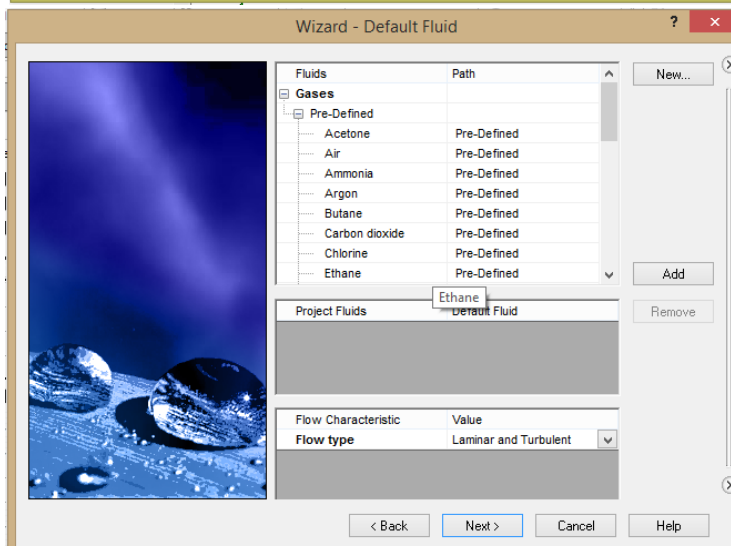 Wizard - Default Fluid ?
Fluids Path
Gases
Pre-Defined
Acetone Pre-Defined
Air Pre-Defined
Ammonia Pre-Defined
Argon Pre-Defined
Butane Pre-Defined
Carbon dioxide Pre-Defined
Chlorine Pre-Defined
Ethane Pre-Defined
Ethane
Project Fluids Default Fluid
Flow Characteristic Value
Flow type Laminar and Turbulent
New...
Add
Remove
< Back Next > Cancel Help